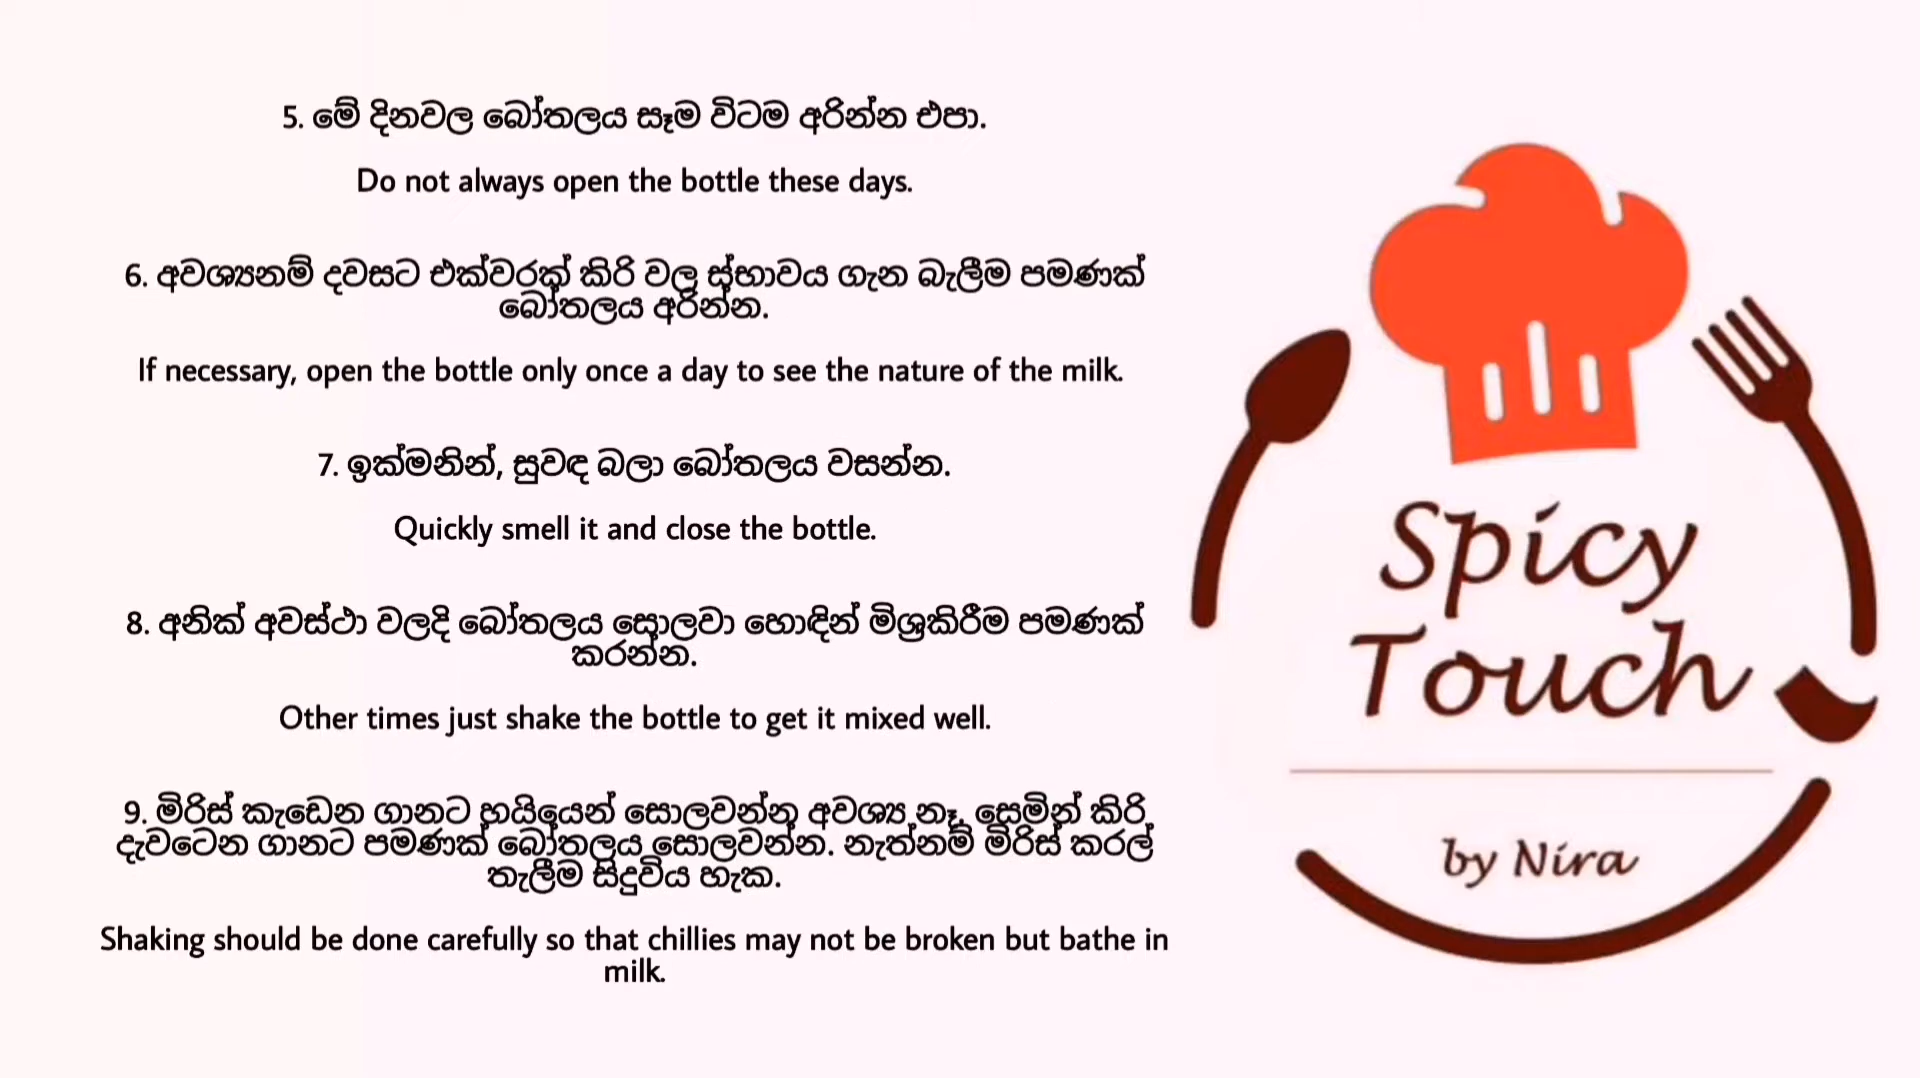 5. මේ දිනවල බෝතලය සෑම විටම අරින්න එපා.
Do not always open the bottle these days.
6. අවශ්‍යනම් දවසට එක්වරක් කිරි වල ස්භාවය ගැන බැලීම පමණක්
බෝතලය අරින්න.
If necessary, open the bottle only once a day to see the nature of the milk.
7. ඉක්මනින්, සුවඳ බලා බෝතලය වසන්න.
Quickly smell it and close the bottle.
8. අනික් අවස්ථා වලදි බෝතලය සොලවා හොඳින් මිශ්‍රකිරීම පමණක්
කරන්න.
Other times just shake the bottle to get it mixed well.
9. මිරිස් කැඩෙන ගානට හයියෙන් සොලවන්න අවශ්‍ය නෑ. සෙමින් කිරි
දැවටෙන ගානට පමණක් බෝතලය සොලවන්න. නැත්නම් මිරිස් කරල්
තැලීම සිදුවිය හැක.
Shaking should be done carefully so that chillies may not be broken but bathe in
milk.
Spicy
Touch
by Nira